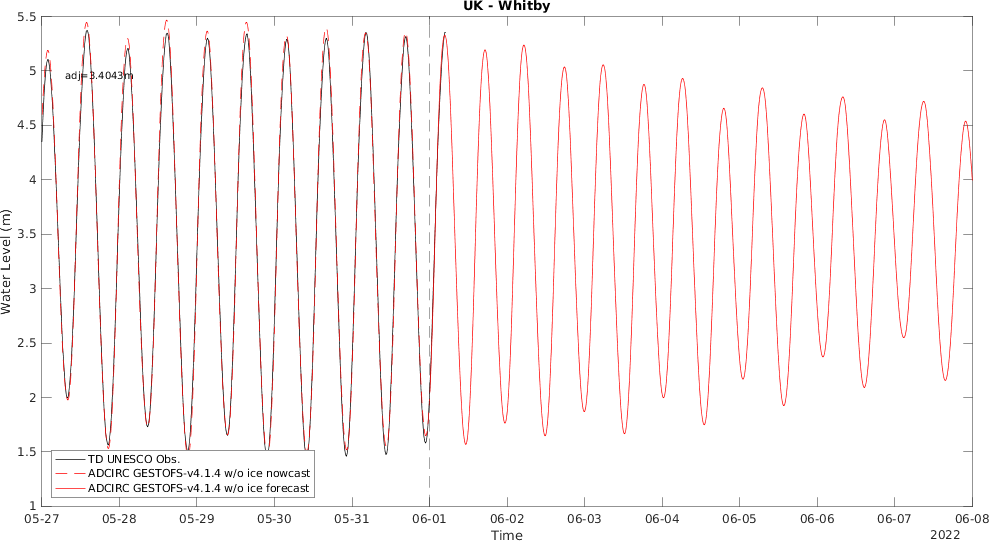 UK - Whitby
5.5
5
4.5
4
3.5
3
2.5
2
1.5
1
Water Level (m)
adj=3.4043m
TD UNESCO Obs.
ADCIRC GESTOFS-v4.1.4 w/o ice nowcast
ADCIRC GESTOFS-v4.1.4 w/o ice forecast
05-27 05-28 05-29 05-30 05-31 06-01 06-02 06-03 06-04 06-05 06-06 06-07 06-08
Time
2022